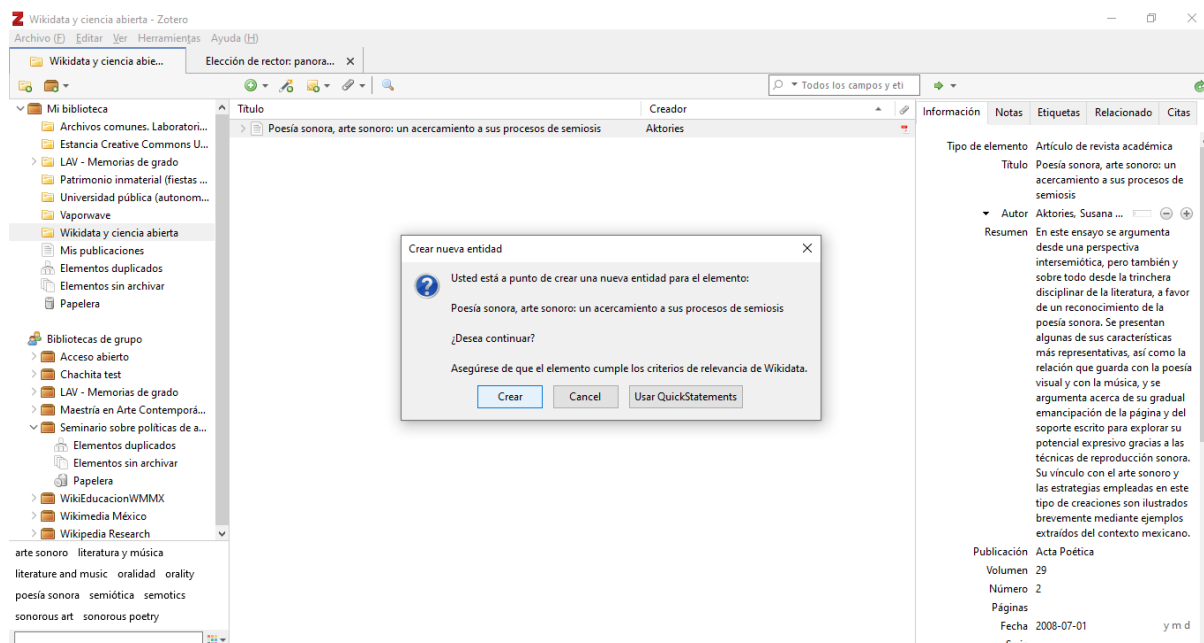 Wikidata y ciencia abierta - Zotero
Archivo (F) Editar Ver Herramientas Ayuda (H)
Wikidata y ciencia abie...
Elección de rector: panora...
Todos los campos y eti
Mi biblioteca
Archivos comunes. Laboratori...
Estancia Creative Commons U...
LAV - Memorias de grado
Patrimonio inmaterial (fiestas ...
Universidad pública (autonom...
Vaporwave
Wikidata y ciencia abierta
Mis publicaciones
Elementos duplicados
Elementos sin archivar
Papelera
Bibliotecas de grupo
Acceso abierto
Chachita test
LAV - Memorias de grado
Maestría en Arte Contemporá...
Seminario sobre políticas de a...
Elementos duplicados
Elementos sin archivar
Papelera
WikiEducacionWMMX
Wikimedia México
Wikipedia Research
arte sonoro literatura y música
literature and music oralidad orality
poesía sonora semiótica semotics
sonorous art sonorous poetry
Título Creador
Poesía sonora, arte sonoro: un acercamiento a sus procesos de semiosis Aktories
Crear nueva entidad
Usted está a punto de crear una nueva entidad para el elemento:
Poesía sonora, arte sonoro: un acercamiento a sus procesos de semiosis
¿Desea continuar?
Asegúrese de que el elemento cumple los criterios de relevancia de Wikidata.
Crear Cancel Usar QuickStatements
Información Notas Etiquetas Relacionado Citas
Tipo de elemento Artículo de revista académica
Título Poesía sonora, arte sonoro: un
acercamiento a sus procesos de
semiosis
Autor Aktories, Susana ...
Resumen En este ensayo se argumenta
desde una perspectiva
intersemiótica, pero también y
sobre todo desde la trinchera
disciplinar de la literatura, a favor
de un reconocimiento de la
poesía sonora. Se presentan
algunas de sus características
más representativas, así como la
relación que guarda con la poesía
visual y con la música, y se
argumenta acerca de su gradual
emancipación de la página y del
soporte escrito para explorar su
potencial expresivo gracias a las
técnicas de reproducción sonora.
Su vínculo con el arte sonoro y
las estrategias empleadas en este
tipo de creaciones son ilustrados
brevemente mediante ejemplos
extraídos del contexto mexicano.
Publicación Acta Poética
Volumen 29
Número 2
Páginas
Fecha 2008-07-01 y m d